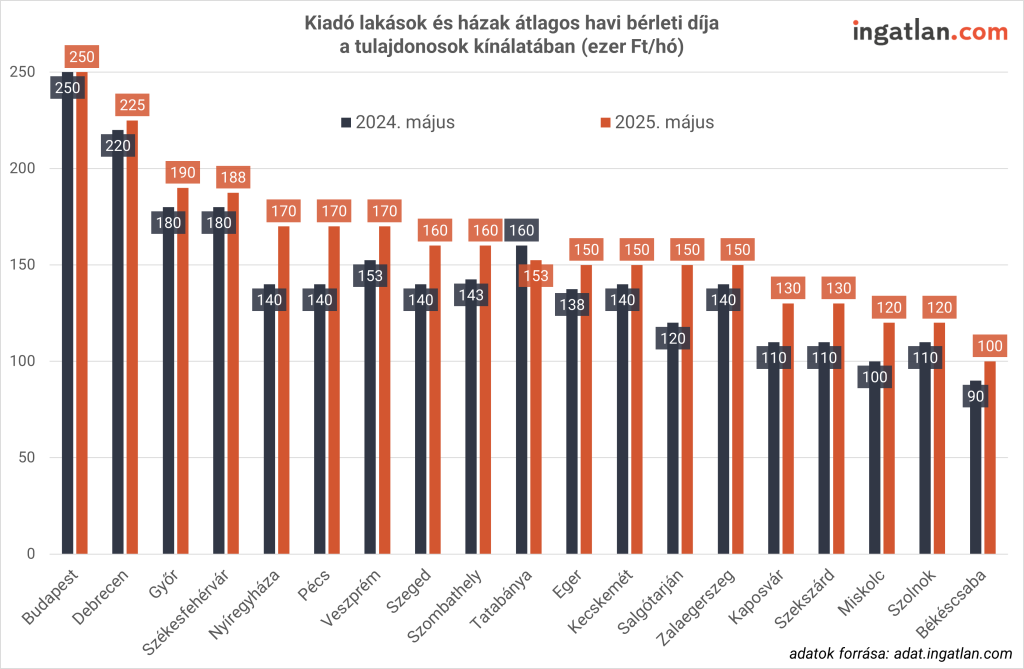 Kiadó lakások és házak átlagos havi bérleti díja
a tulajdonosok kínálatában (ezer Ft/hó)
ingatlan.com
2024. május
2025. május
250
200
150
100
50
0
250 250
220 225
180 190
180 188
140 170
140 170
153 170
140 160
143 160
160 153
138 150
140 150
120 150
140 150
110 130
110 130
100 120
110 120
90 100
Budapest
Debrecen
Győr
Székesfehérvár
Nyíregyháza
Pécs
Veszprém
Szeged
Szombathely
Tatabánya
Eger
Kecskemét
Salgótarján
Zalaegerszeg
Kaposvár
Szekszárd
Miskolc
Szolnok
Békéscsaba
adatok forrása: adat.ingatlan.com